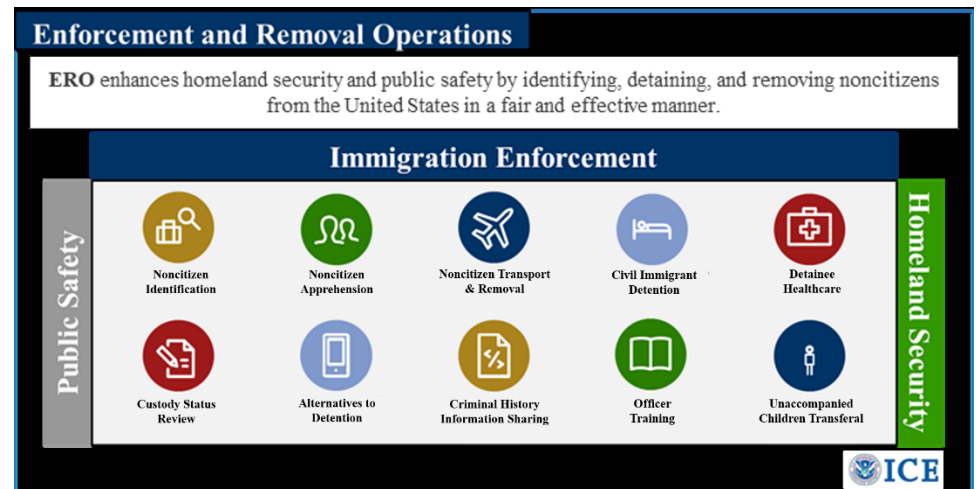 Enforcement and Removal Operations
ERO enhances homeland security and public safety by identifying, detaining, and removing noncitizens
from the United States in a fair and effective manner.
Immigration Enforcement
Public Safety
Noncitizen
Identification
Noncitizen
Apprehension
Noncitizen Transport
& Removal
Civil Immigrant
Detention
Detainee
Healthcare
Custody Status
Review
Alternatives to
Detention
Criminal History
Information Sharing
Officer
Training
Unaccompanied
Children Transferal
Homeland Security
ICE